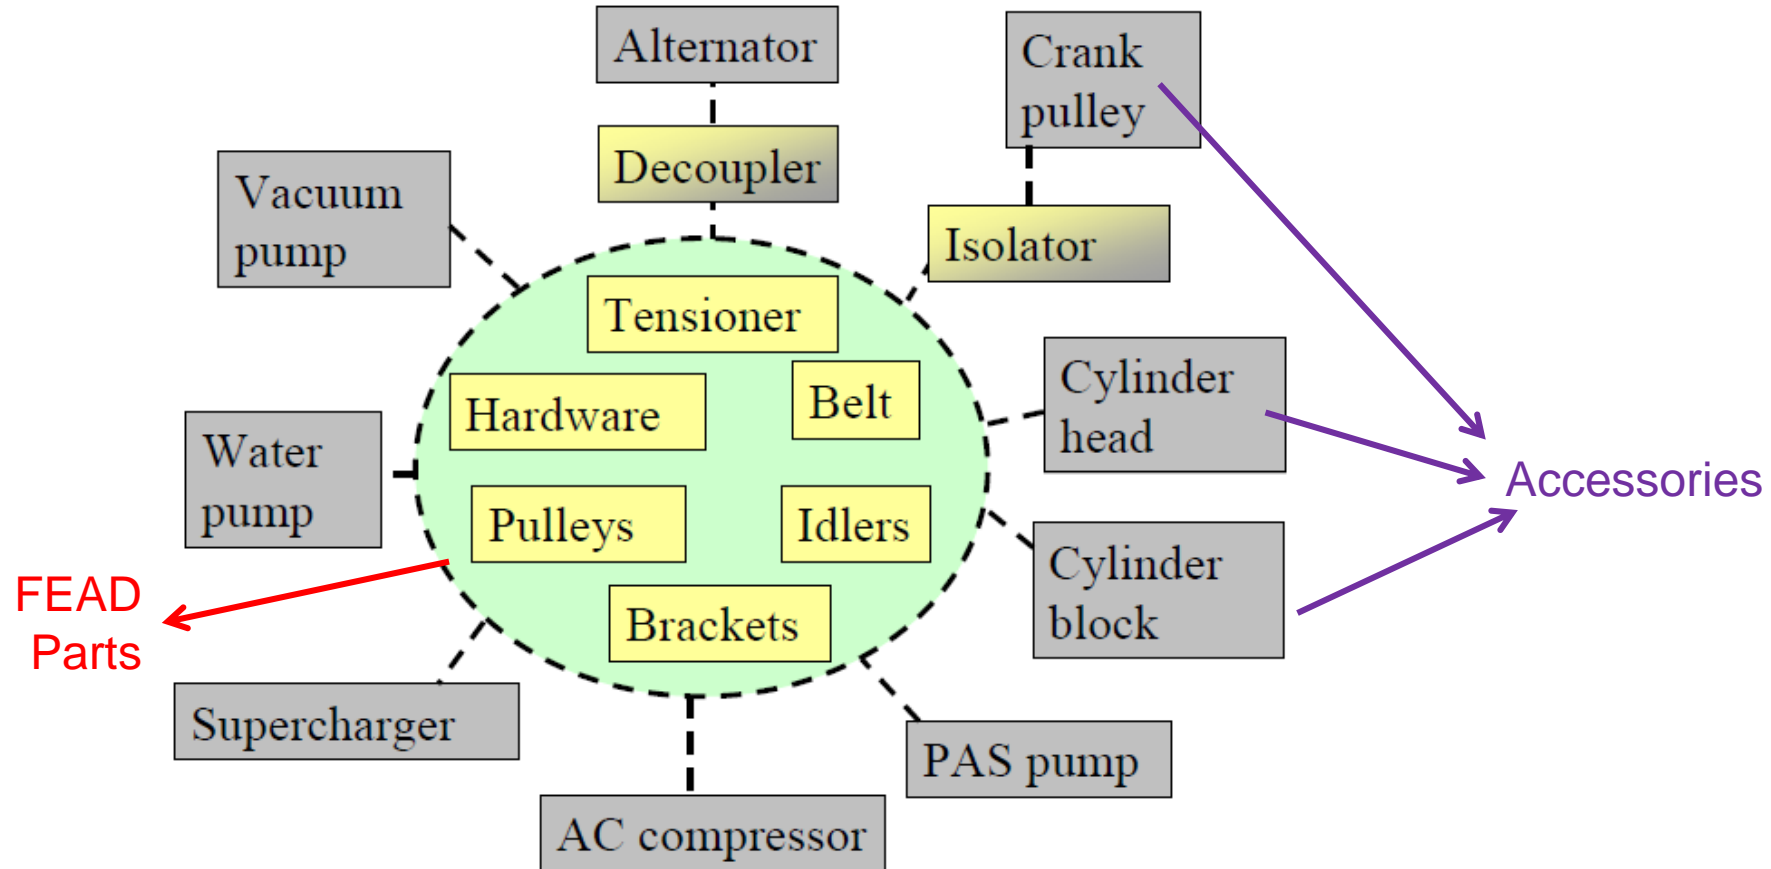 Alternator
Crank
pulley
Decoupler
Vacuum
pump
Isolator
Tensioner
Belt
Hardware
Cylinder
head
Water
pump
Accessories
Pulleys
Idlers
Cylinder
block
FEAD
Parts
Brackets
Supercharger
PAS pump
AC compressor